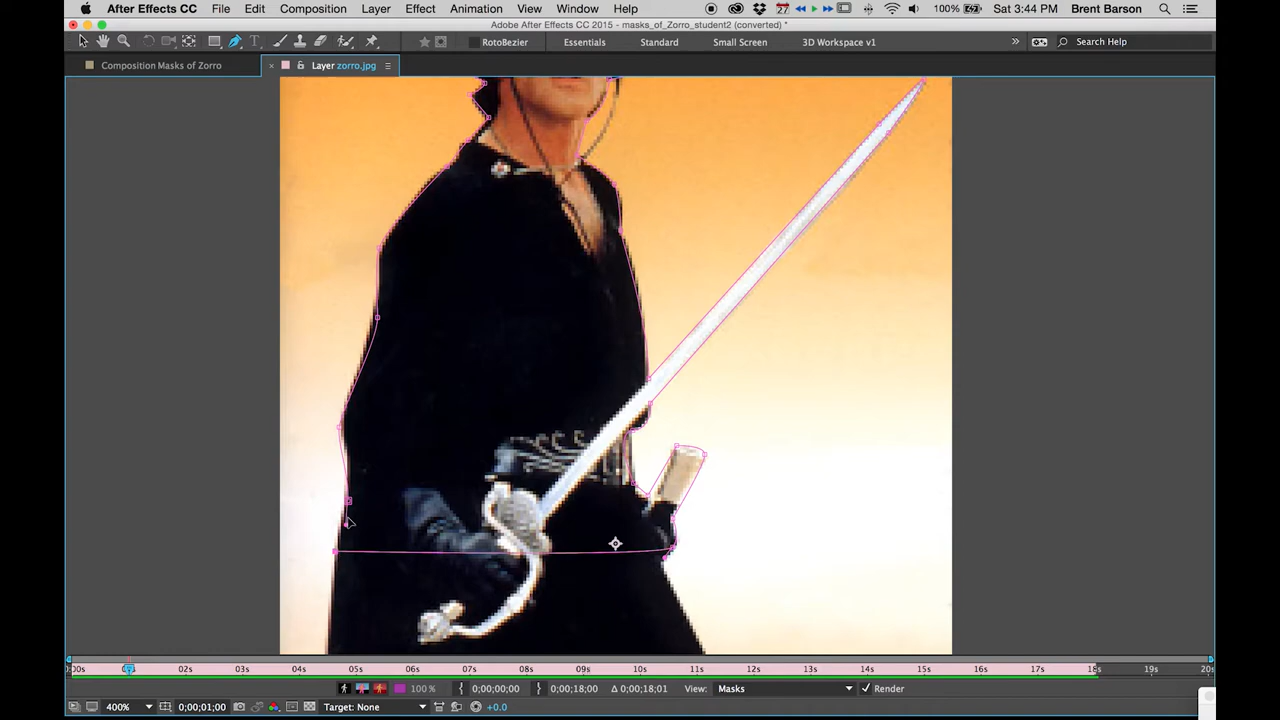 After Effects CC File Edit Composition Layer Effect Animation View Window Help 27 100% Sat 3:44 PM Brent Barson
Adobe After Effects CC 2015 - masks_of_Zorro_student2 (converted) *
RotoBezier Essentials Standard Small Screen 3D Workspace v1 » Search Help
Composition Masks of Zorro × Layer zorro.jpg
02s 03s 04s 05s 06s 07s 08s 09s 10s 11s 12s 13s 14s 15s 16s 17s 18s 19s 20s
100 % 0;00;00;00 0;00;18;00 Δ 0;00;18;01 View: Masks Render
400% 0;00;01;00 Target: None +0.0